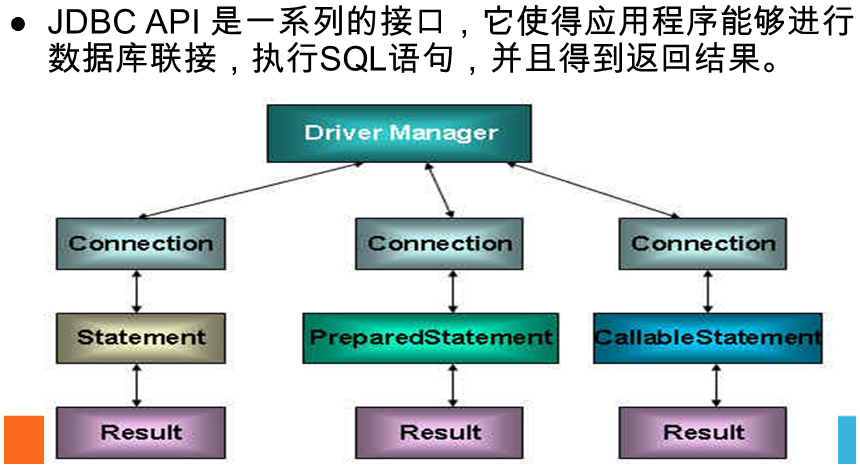 ● JDBC API 是一系列的接口，它使得应用程序能够进行
数据库联接，执行SQL语句，并且得到返回结果。
Driver Manager
Connection Connection Connection
Statement PreparedStatement CallableStatement
Result Result Result